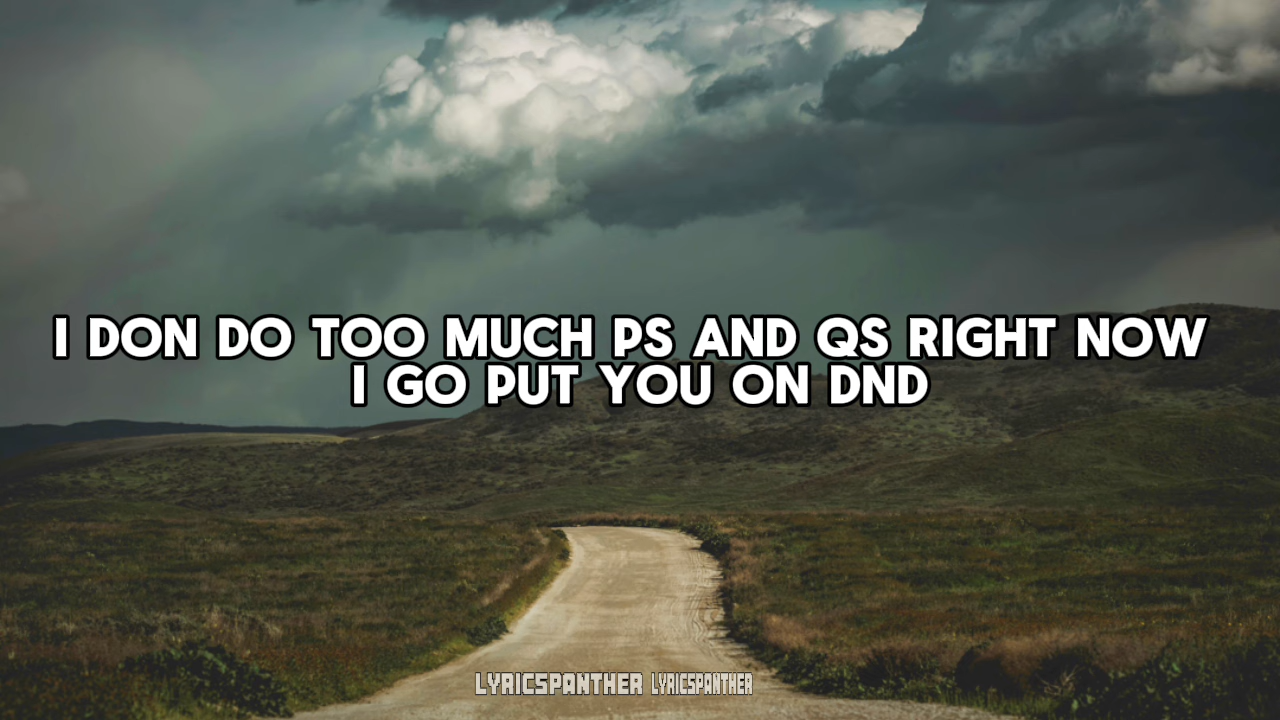 I DON DO TOO MUCH PS AND QS RIGHT NOW
I GO PUT YOU ON DND
LYRICSPANTHER LYRICSPANTHER